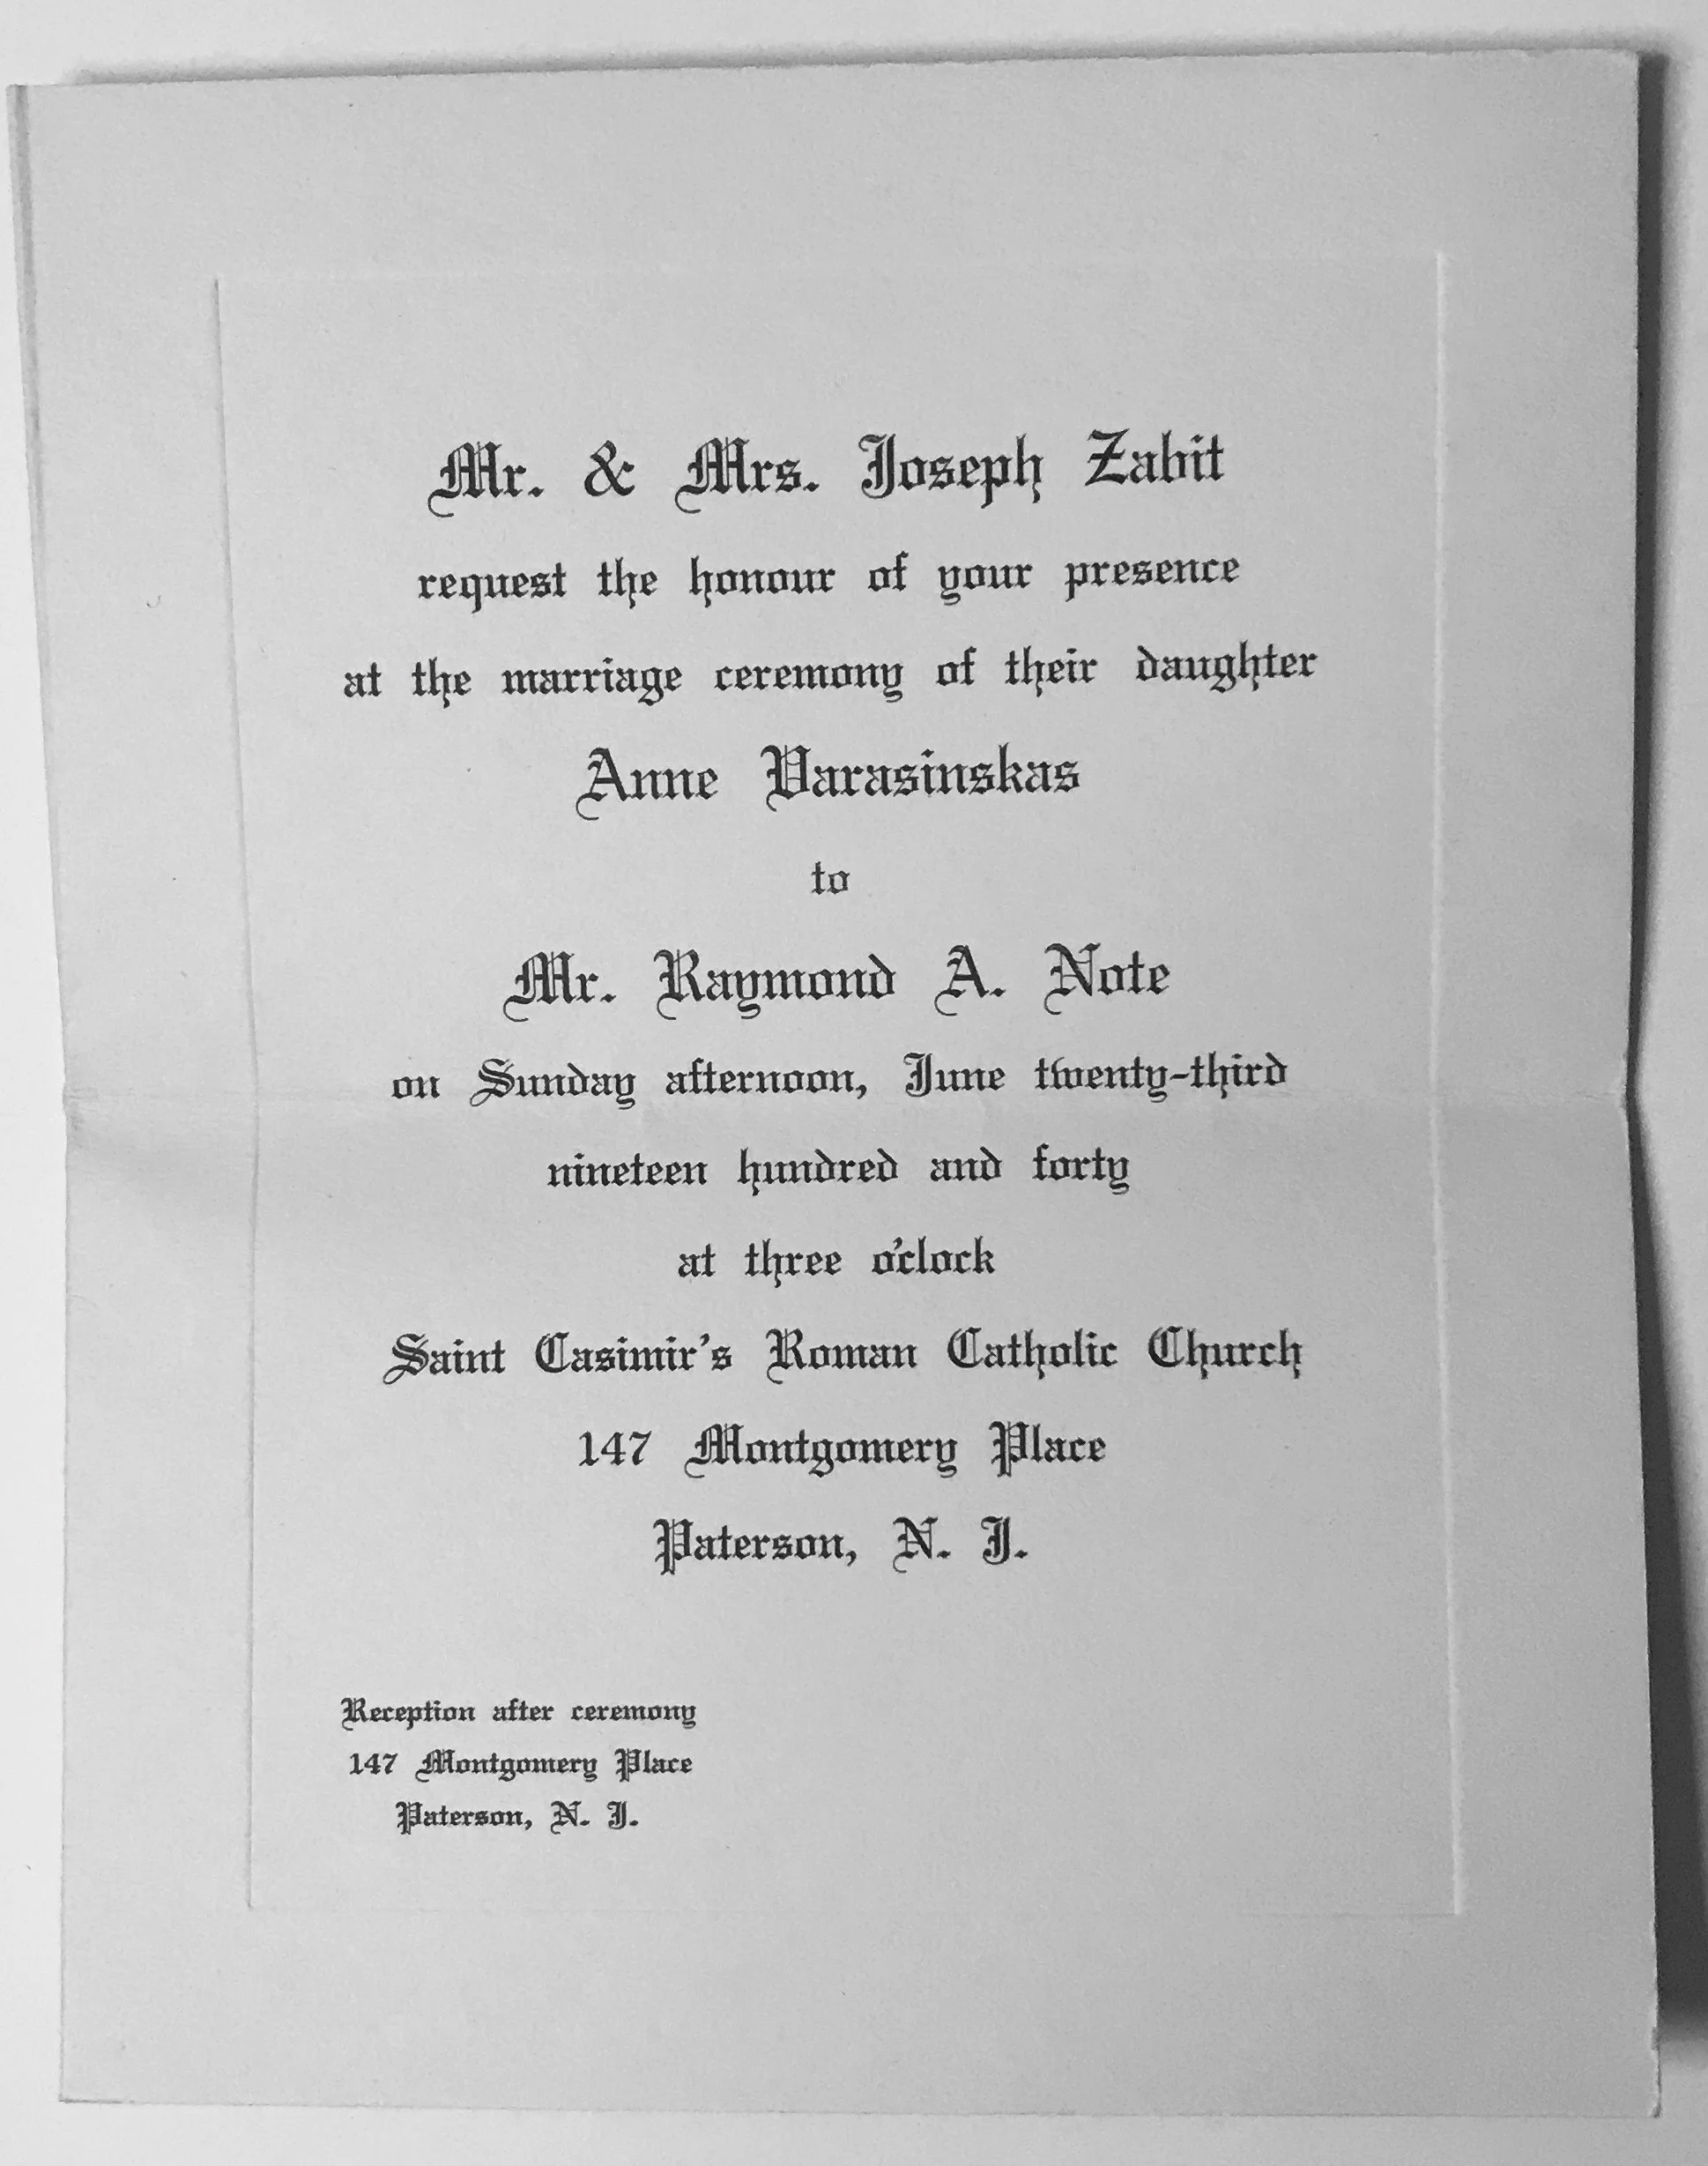 Mr. & Mrs. Joseph Zabit
request the honour of your presence
at the marriage ceremony of their daughter
Anne Varasinskas
to
Mr. Raymond A. Note
on Sunday afternoon, June twenty-third
nineteen hundred and forty
at three o'clock
Saint Casimir's Roman Catholic Church
147 Montgomery Place
Paterson, N. J.
Reception after ceremony
147 Montgomery Place
Paterson, N. J.